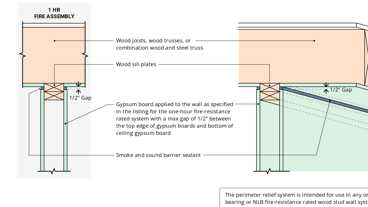 1 HR
FIRE ASSEMBLY
Wood joists, wood trusses, or
combination wood and steel truss
Wood sill plates
1/2" Gap
1/2" Gap
Gypsum board applied to the wall as specified
in the listing for the one-hour fire-resistance
rated system with a max gap of 1/2" between
the top edge of gypsum boards and bottom of
ceiling gypsum board
Smoke and sound barrier sealant
The perimeter relief system is intended for use in any or
bearing or NLB fire-resistance rated wood stud wall syst